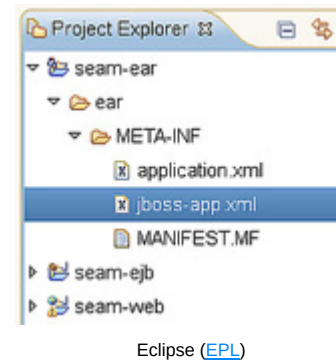 Project Explorer
seam-ear
ear
META-INF
application.xml
jboss-app.xml
MANIFEST.MF
seam-ejb
seam-web
Eclipse (EPL)